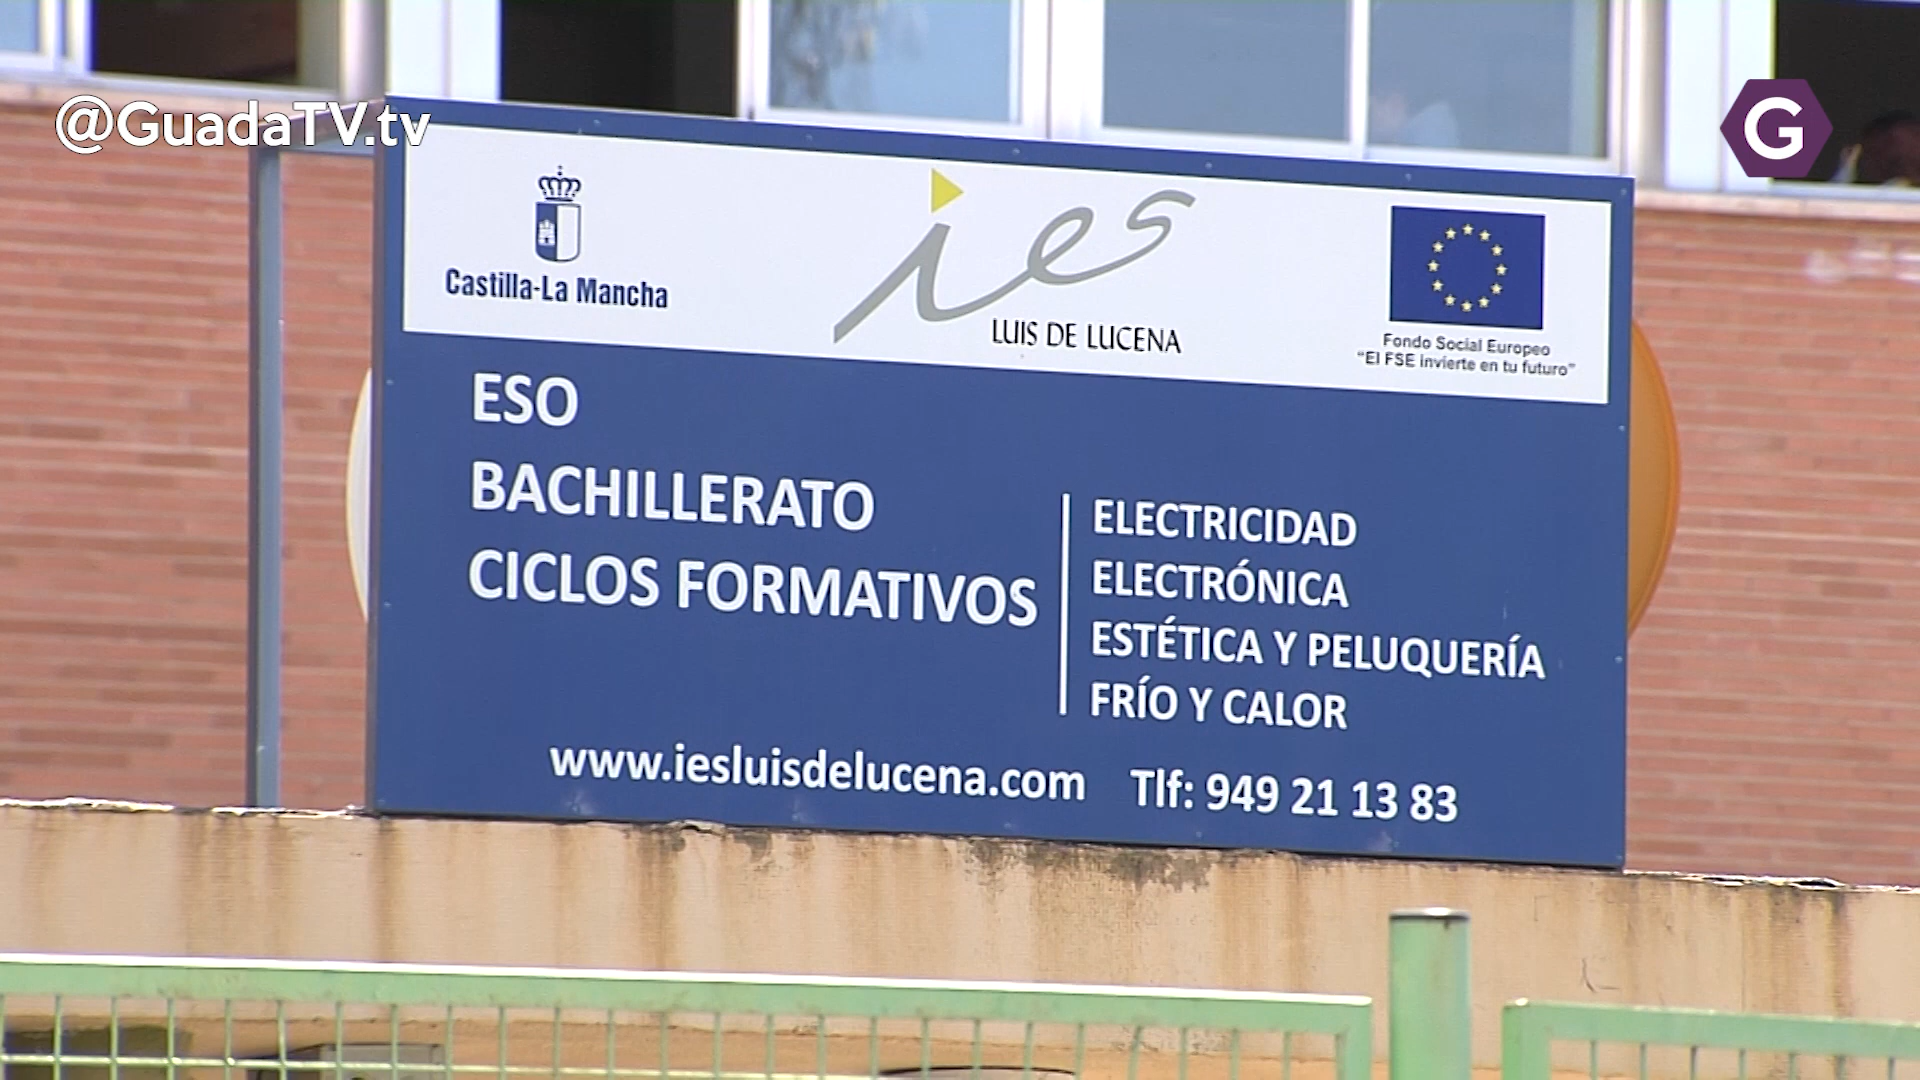 @GuadaTV.tv
G
Castilla-La Mancha
ies
LUIS DE LUCENA
Fondo Social Europeo
"El FSE invierte en tu futuro"
ESO
BACHILLERATO
CICLOS FORMATIVOS
ELECTRICIDAD
ELECTRÓNICA
ESTÉTICA Y PELUQUERÍA
FRÍO Y CALOR
www.iesluisdelucena.com Tlf: 949 21 13 83